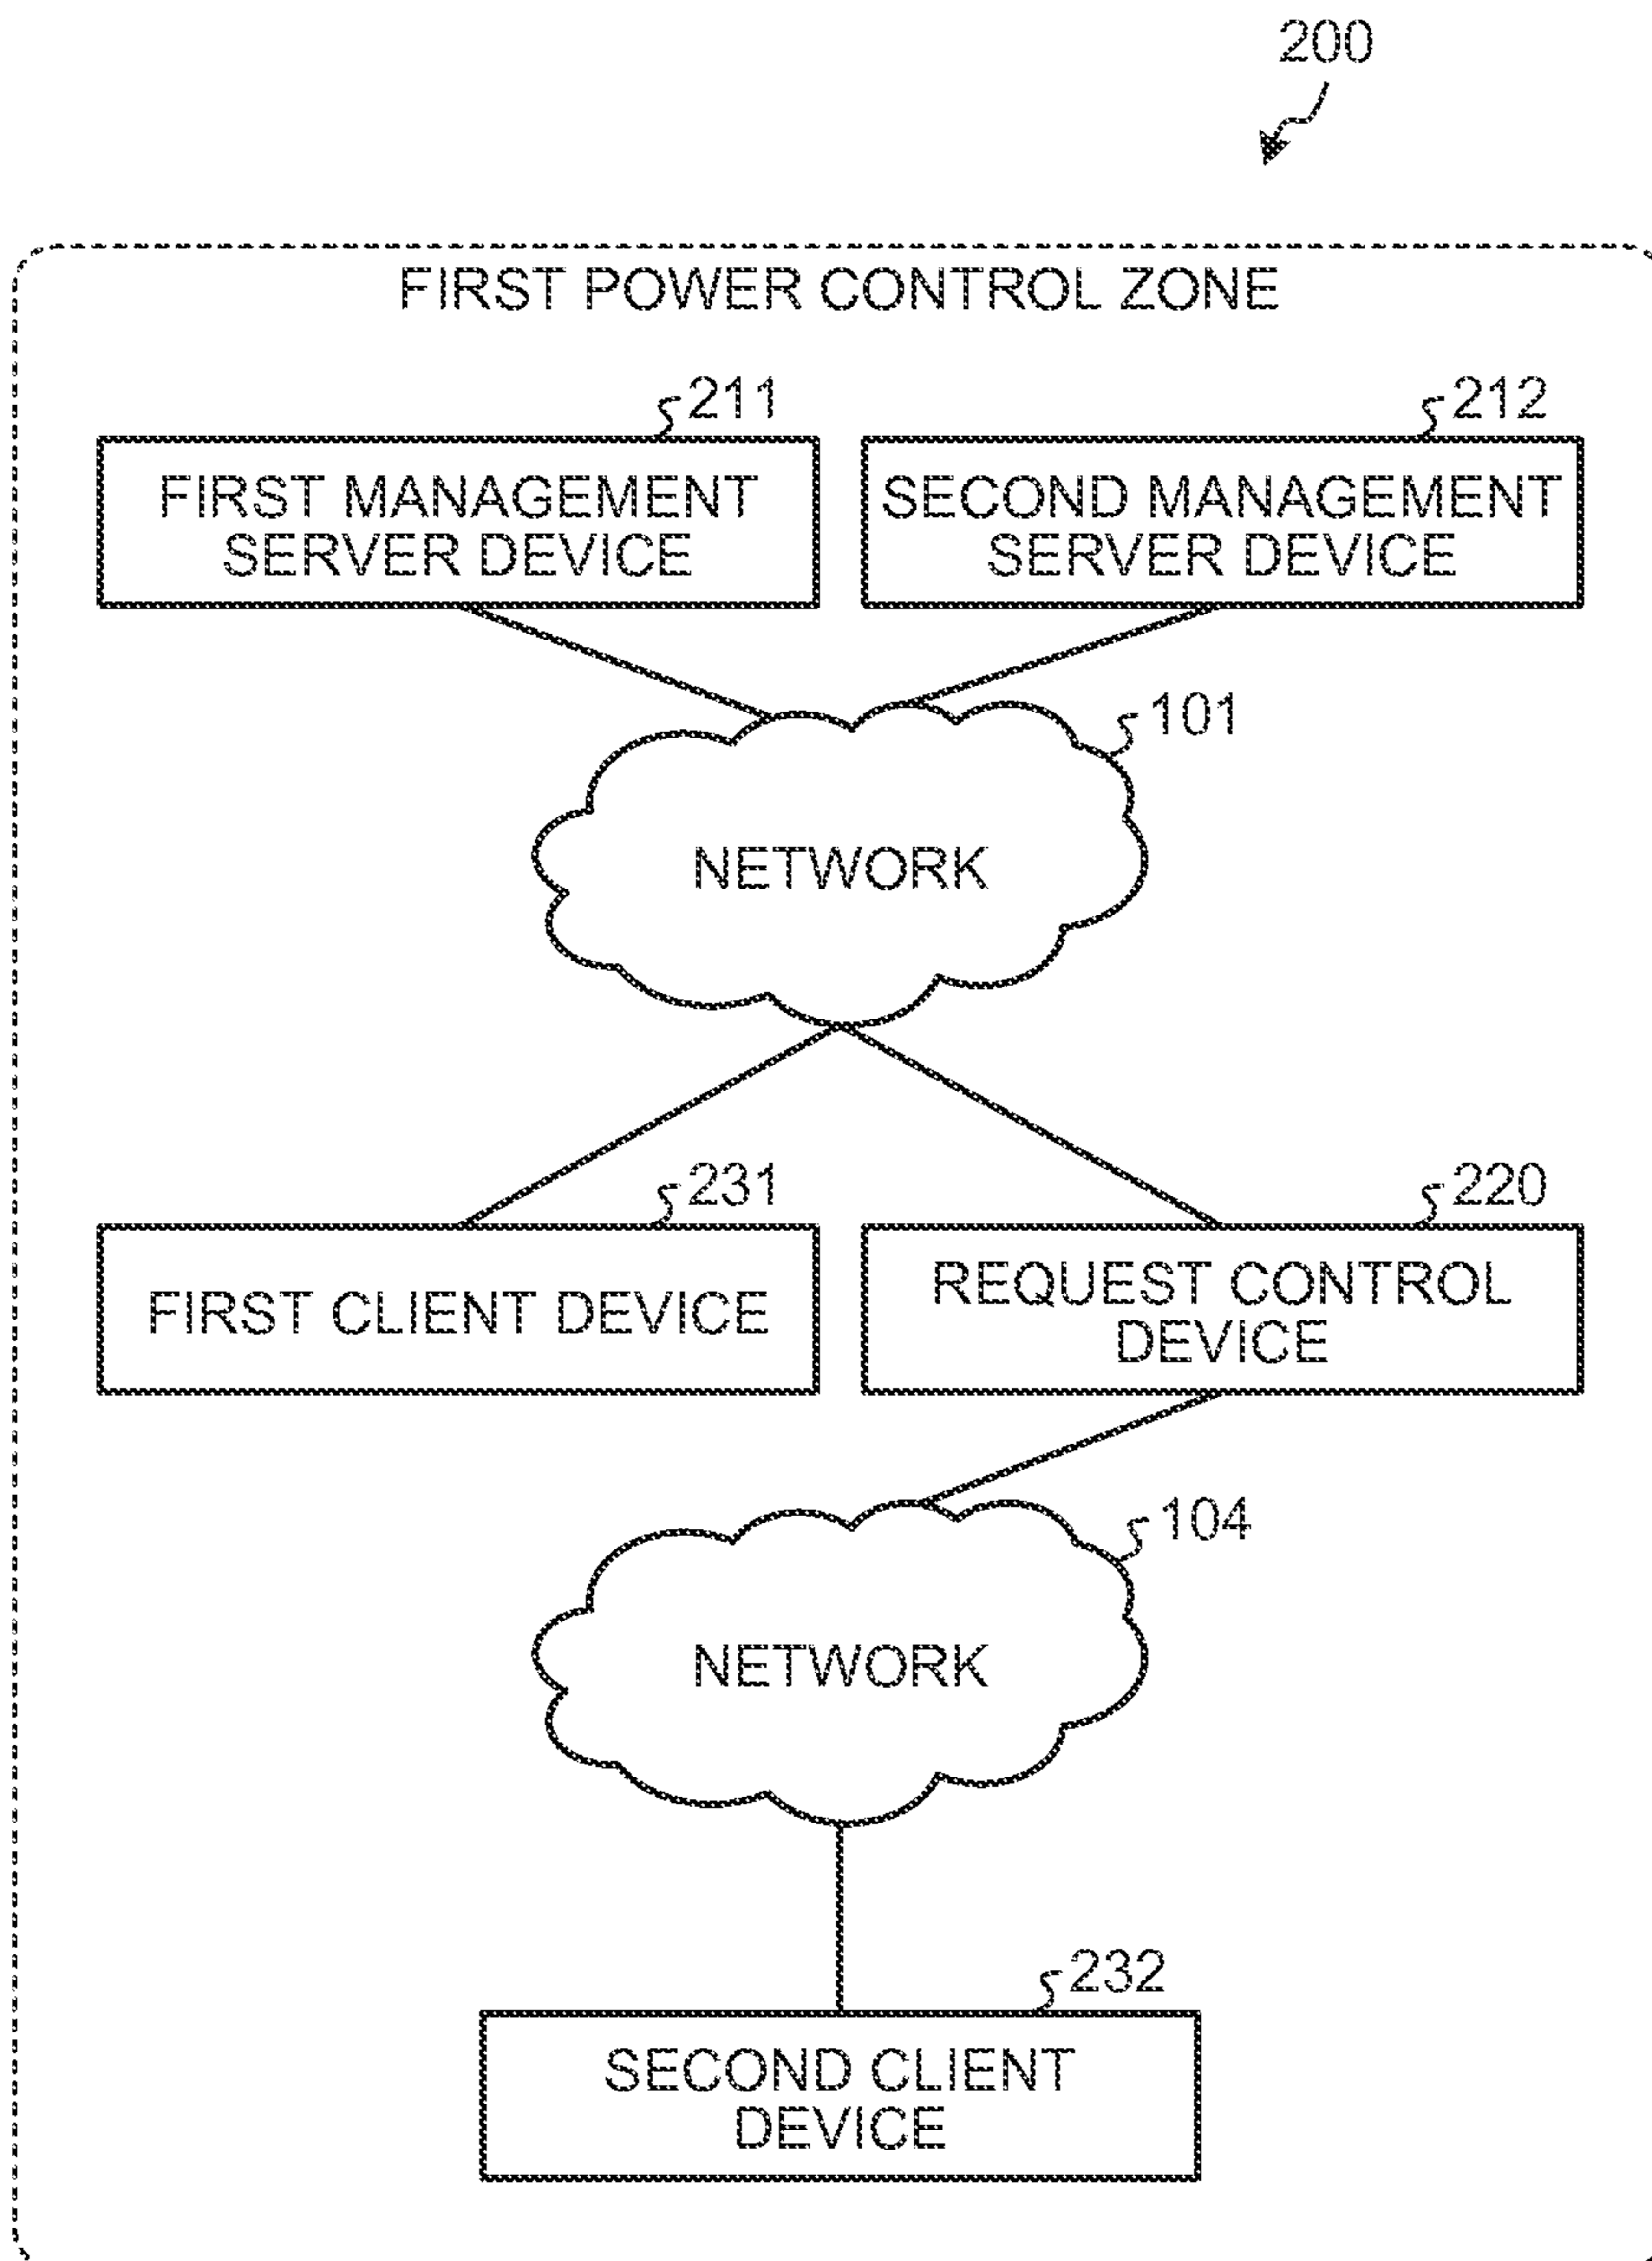 200
FIRST POWER CONTROL ZONE
211
212
FIRST MANAGEMENT
SERVER DEVICE
SECOND MANAGEMENT
SERVER DEVICE
101
NETWORK
231
220
FIRST CLIENT DEVICE
REQUEST CONTROL
DEVICE
104
NETWORK
232
SECOND CLIENT
DEVICE